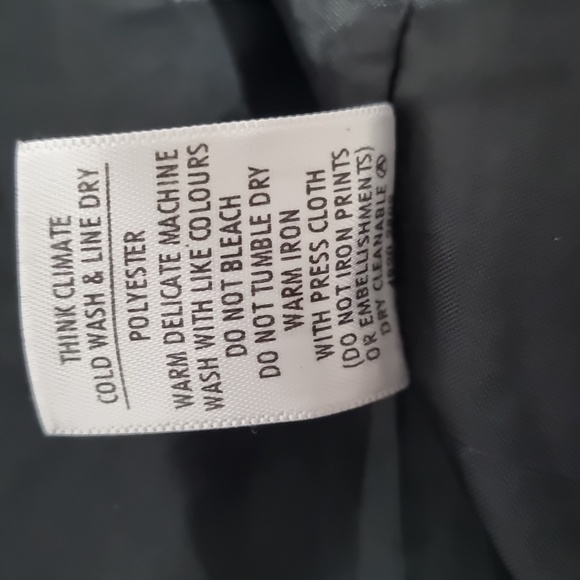 THINK CLIMATE
COLD WASH & LINE DRY
POLYESTER
WARM DELICATE MACHINE
WASH WITH LIKE COLOURS
DO NOT BLEACH
DO NOT TUMBLE DRY
WARM IRON
WITH PRESS CLOTH
(DO NOT IRON PRINTS
OR EMBELLISHMENTS)
DRY CLEANABLE Ⓐ